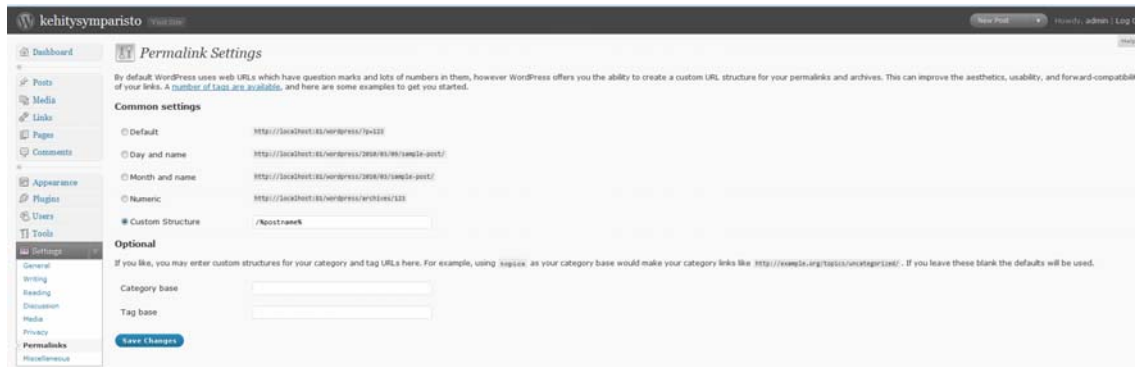 kehitysymparisto Visit Site
New Post Howdy, admin | Log
Help
Dashboard
Posts
Media
Links
Pages
Comments
Appearance
Plugins
Users
Tools
Settings
General
Writing
Reading
Discussion
Media
Privacy
Permalinks
Miscellaneous
Permalink Settings
By default WordPress uses web URLs which have question marks and lots of numbers in them, however WordPress offers you the ability to create a custom URL structure for your permalinks and archives. This can improve the aesthetics, usability, and forward-compatibili
of your links. A number of tags are available, and here are some examples to get you started.
Common settings
Default http://localhost:81/wordpress/?p=123
Day and name http://localhost:81/wordpress/2010/03/09/sample-post/
Month and name http://localhost:81/wordpress/2010/03/sample-post/
Numeric http://localhost:81/wordpress/archives/123
Custom Structure /%postname%
Optional
If you like, you may enter custom structures for your category and tag URLs here. For example, using topics as your category base would make your category links like http://example.org/topics/uncategorized/ . If you leave these blank the defaults will be used.
Category base
Tag base
Save Changes